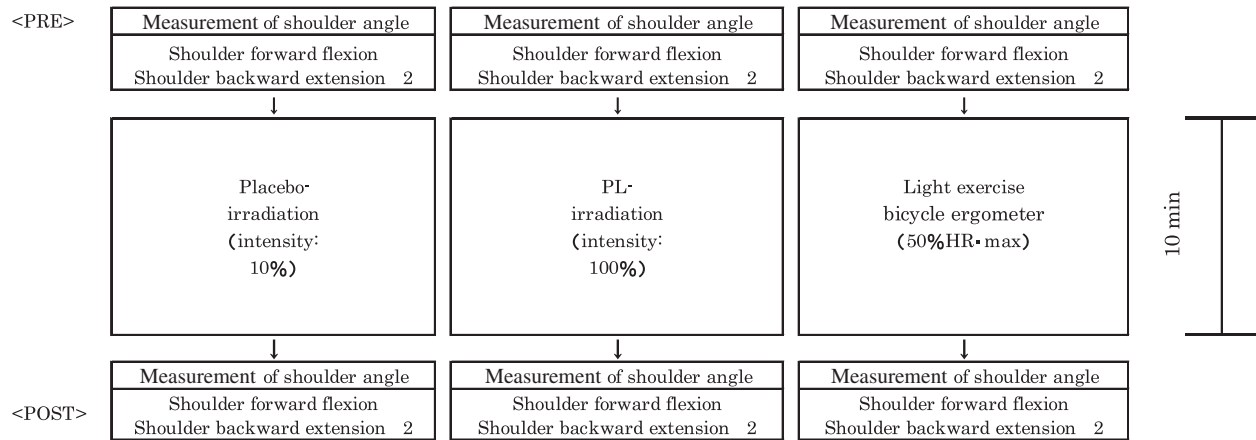 <PRE>
Measurement of shoulder angle
Shoulder forward flexion
Shoulder backward extension 2
Measurement of shoulder angle
Shoulder forward flexion
Shoulder backward extension 2
Measurement of shoulder angle
Shoulder forward flexion
Shoulder backward extension 2
Placebo-
irradiation
(intensity:
10%)
PL-
irradiation
(intensity:
100%)
Light exercise
bicycle ergometer
(50%HR-max)
10 min
<POST>
Measurement of shoulder angle
Shoulder forward flexion
Shoulder backward extension 2
Measurement of shoulder angle
Shoulder forward flexion
Shoulder backward extension 2
Measurement of shoulder angle
Shoulder forward flexion
Shoulder backward extension 2